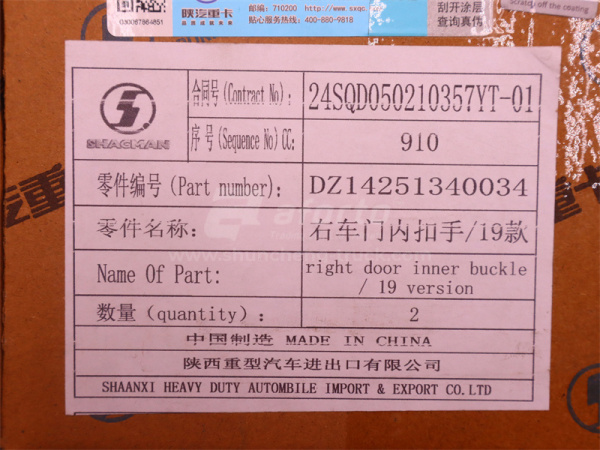 陕汽重卡
邮编：710200 http://www.sxqc
贴心服务热线：400-880-9818
刮开涂层
查询真伪
scratch off the coating
SHACMAN
合同号(Contract No)： 24SQD050210357YT-01
序号(Sequence No)CC: 910
零件编号(Part number): DZ14251340034
零件名称: 右车门内扣手/19款
Name Of Part: right door inner buckle
/ 19 version
数量(quantity)： 2
中国制造 MADE IN CHINA
陕西重型汽车进出口有限公司
SHAANXI HEAVY DUTY AUTOMBILE IMPORT & EXPORT CO.LTD